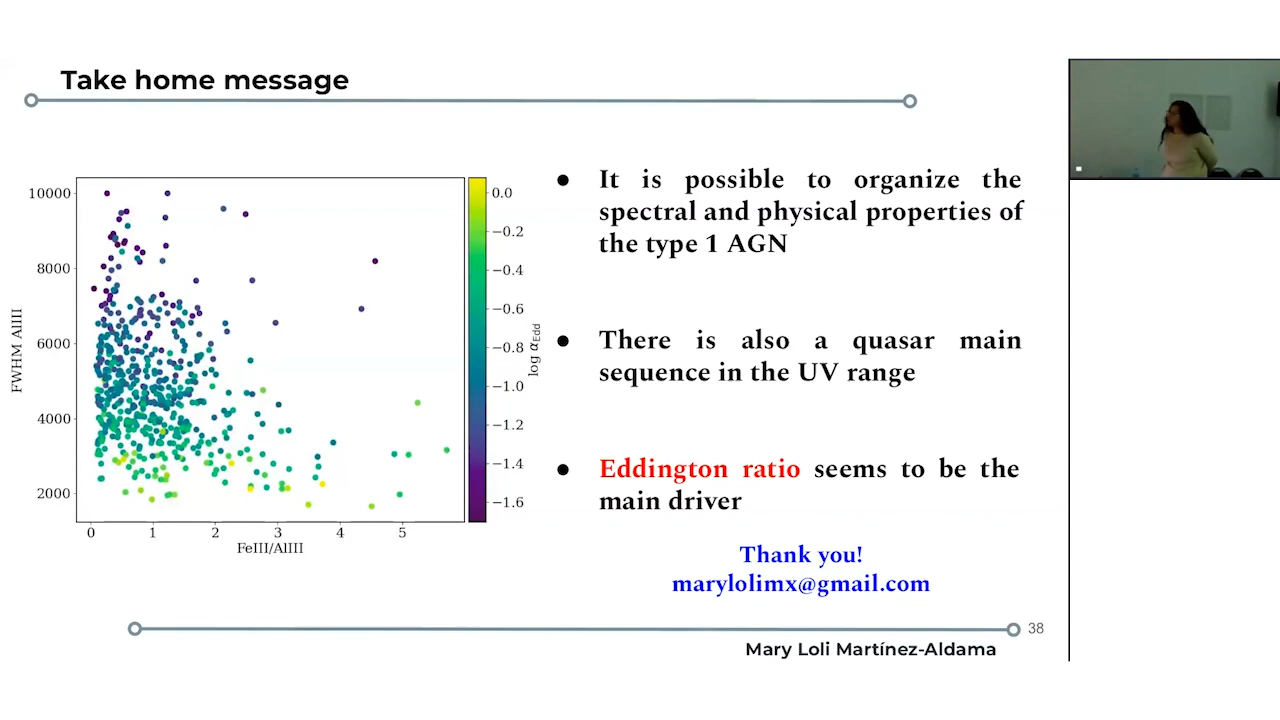 Take home message
10000
8000
6000
4000
2000
FWHM AlIII
0 1 2 3 4 5
FeIII/AlIII
0.0
−0.2
−0.4
−0.6
−0.8
−1.0
−1.2
−1.4
−1.6
log αEdd
● It is possible to organize the
spectral and physical properties of
the type 1 AGN
● There is also a quasar main
sequence in the UV range
● Eddington ratio seems to be the
main driver
Thank you!
marylolimx@gmail.com
38
Mary Loli Martínez-Aldama